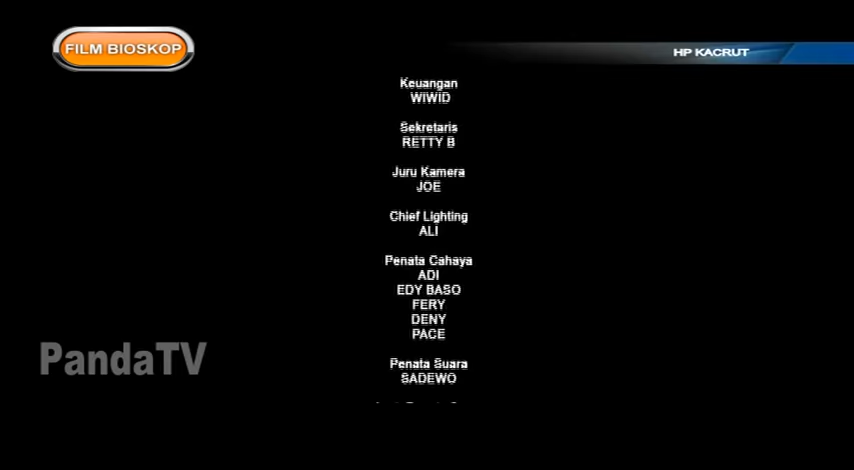 FILM BIOSKOP
HP KACRUT
Keuangan
WIWID
Sekretaris
RETTY B
Juru Kamera
JOE
Chief Lighting
ALI
Penata Cahaya
ADI
EDY BASO
FERY
DENY
PACE
PandaTV
Penata Suara
SADEWO